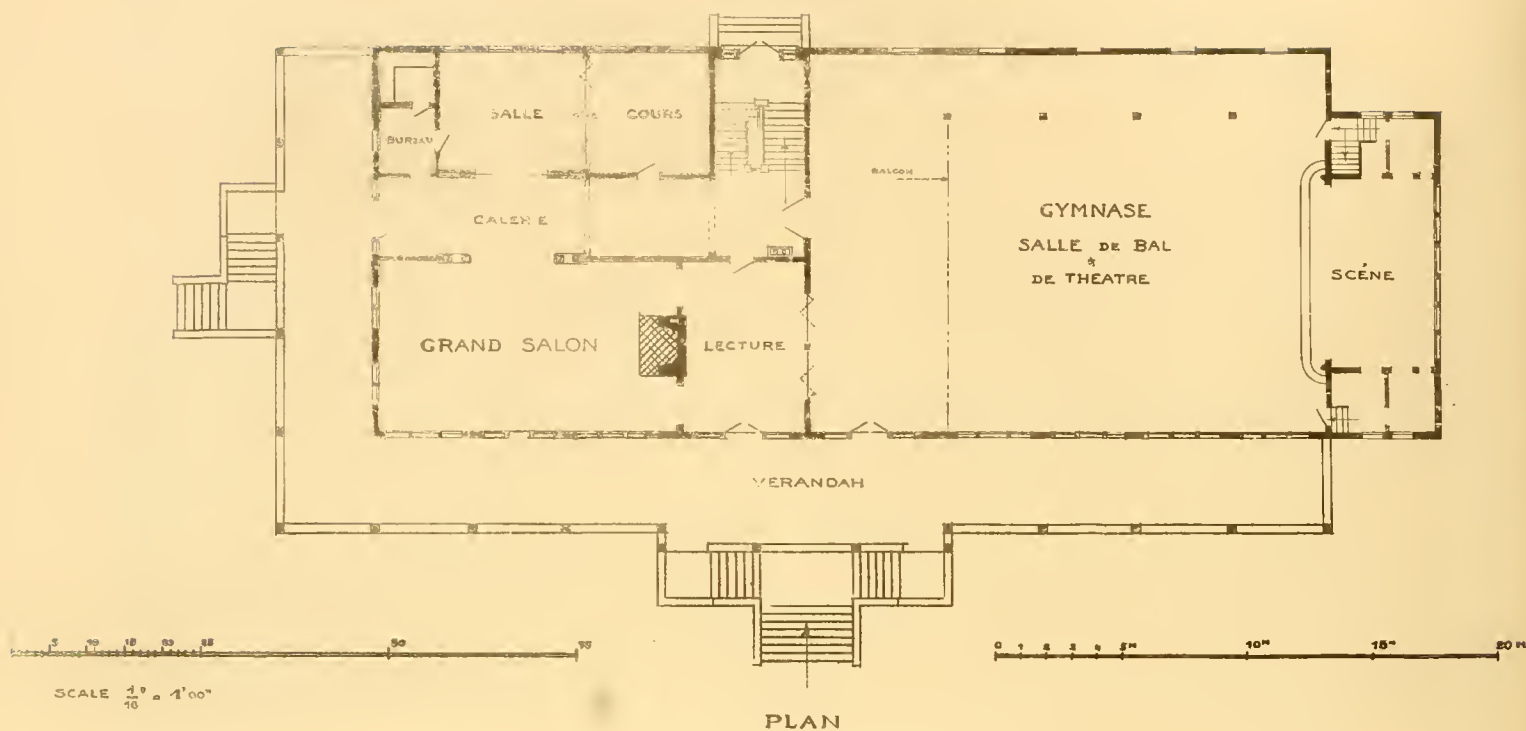 SALLE
COURS
BUREAU
BALCON
GALERIE
GYMNASE
SALLE DE BAL
&
DE THEATRE
SCÈNE
GRAND SALON
LECTURE
VERANDAH
5 10 15 20 25 50 75
0 1 2 3 4 5M 10M 15M 20M
SCALE 1/16" = 1'00"
PLAN